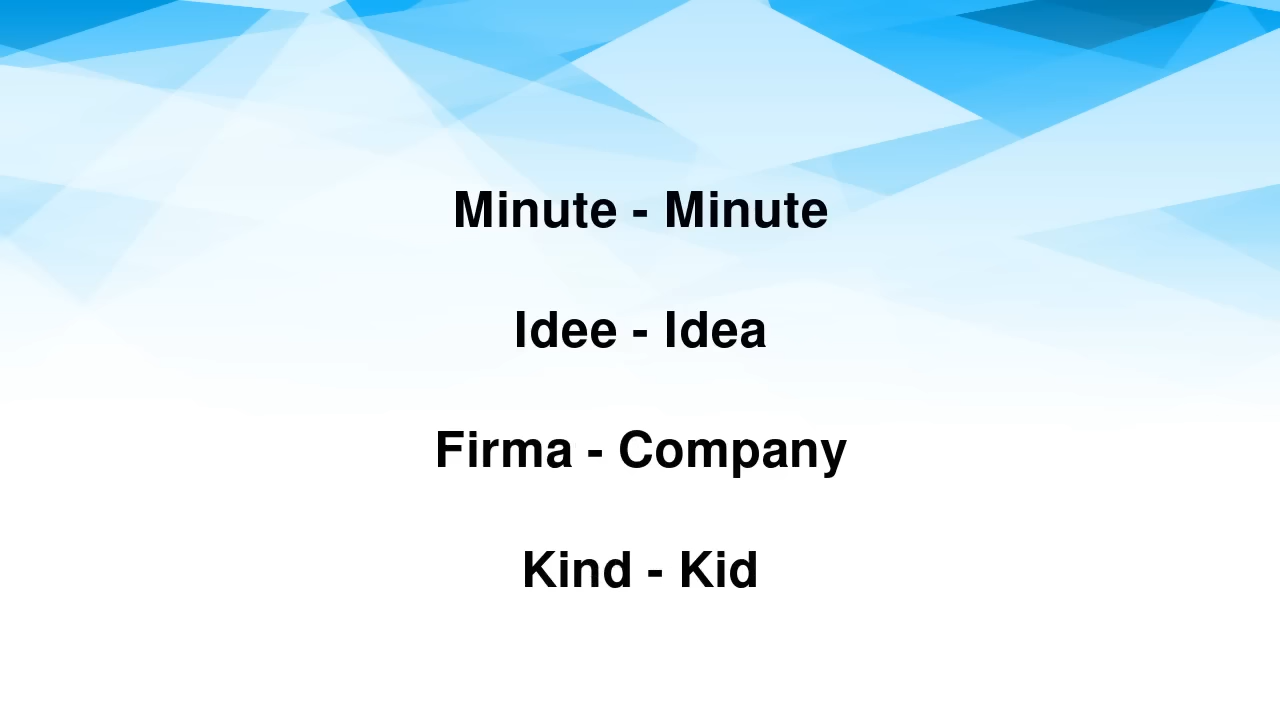 Minute - Minute
Idee - Idea
Firma - Company
Kind - Kid